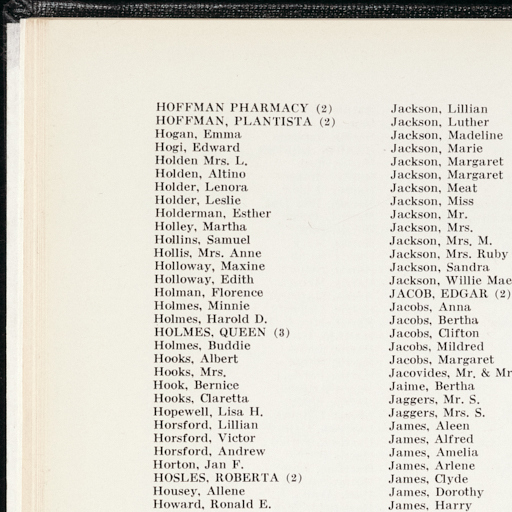 HOFFMAN PHARMACY (2)
HOFFMAN, PLANTISTA (2)
Hogan, Emma
Hogi, Edward
Holden Mrs. L.
Holden, Altino
Holder, Lenora
Holder, Leslie
Holderman, Esther
Holley, Martha
Hollins, Samuel
Hollis, Mrs. Anne
Holloway, Maxine
Holloway, Edith
Holman, Florence
Holmes, Minnie
Holmes, Harold D.
HOLMES, QUEEN (3)
Holmes, Buddie
Hooks, Albert
Hooks, Mrs.
Hook, Bernice
Hooks, Claretta
Hopewell, Lisa H.
Horsford, Lillian
Horsford, Victor
Horsford, Andrew
Horton, Jan F.
HOSLES, ROBERTA (2)
Housey, Allene
Howard, Ronald E.
Jackson, Lillian
Jackson, Luther
Jackson, Madeline
Jackson, Marie
Jackson, Margaret
Jackson, Margaret
Jackson, Meat
Jackson, Miss
Jackson, Mr.
Jackson, Mrs.
Jackson, Mrs. M.
Jackson, Mrs. Ruby
Jackson, Sandra
Jackson, Willie Mae
JACOB, EDGAR (2)
Jacobs, Anna
Jacobs, Bertha
Jacobs, Clifton
Jacobs, Mildred
Jacobs, Margaret
Jacovides, Mr. & Mr
Jaime, Bertha
Jaggers, Mr. S.
Jaggers, Mrs. S.
James, Aleen
James, Alfred
James, Amelia
James, Arlene
James, Clyde
James, Dorothy
James, Harry